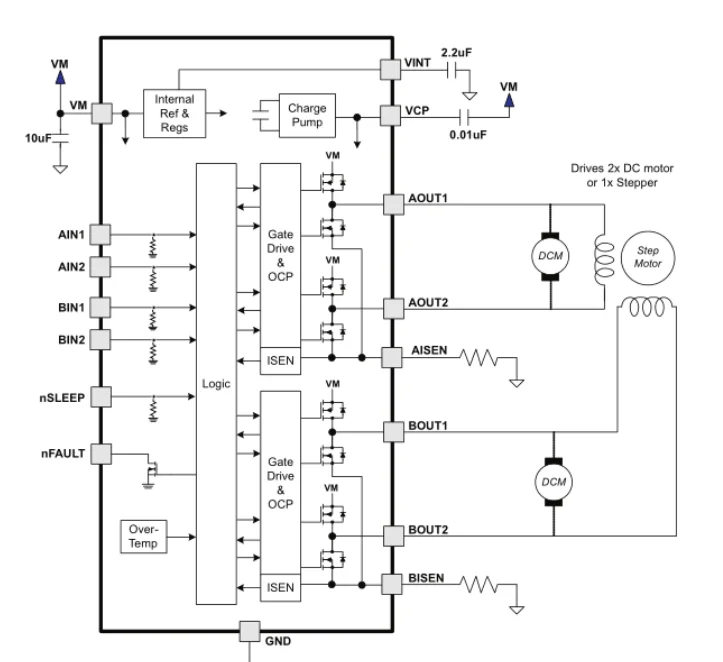 VINT
2.2uF
VM
VM
Internal
Ref &
Regs
Charge
Pump
VCP
VM
0.01uF
10uF
VM
Drives 2x DC motor
or 1x Stepper
AOUT1
AIN1
Gate
Drive
&
OCP
DCM
Step
Motor
AIN2
VM
BIN1
AOUT2
BIN2
ISEN
AISEN
Logic
VM
nSLEEP
BOUT1
nFAULT
Gate
Drive
&
OCP
DCM
VM
Over-
Temp
BOUT2
ISEN
BISEN
GND